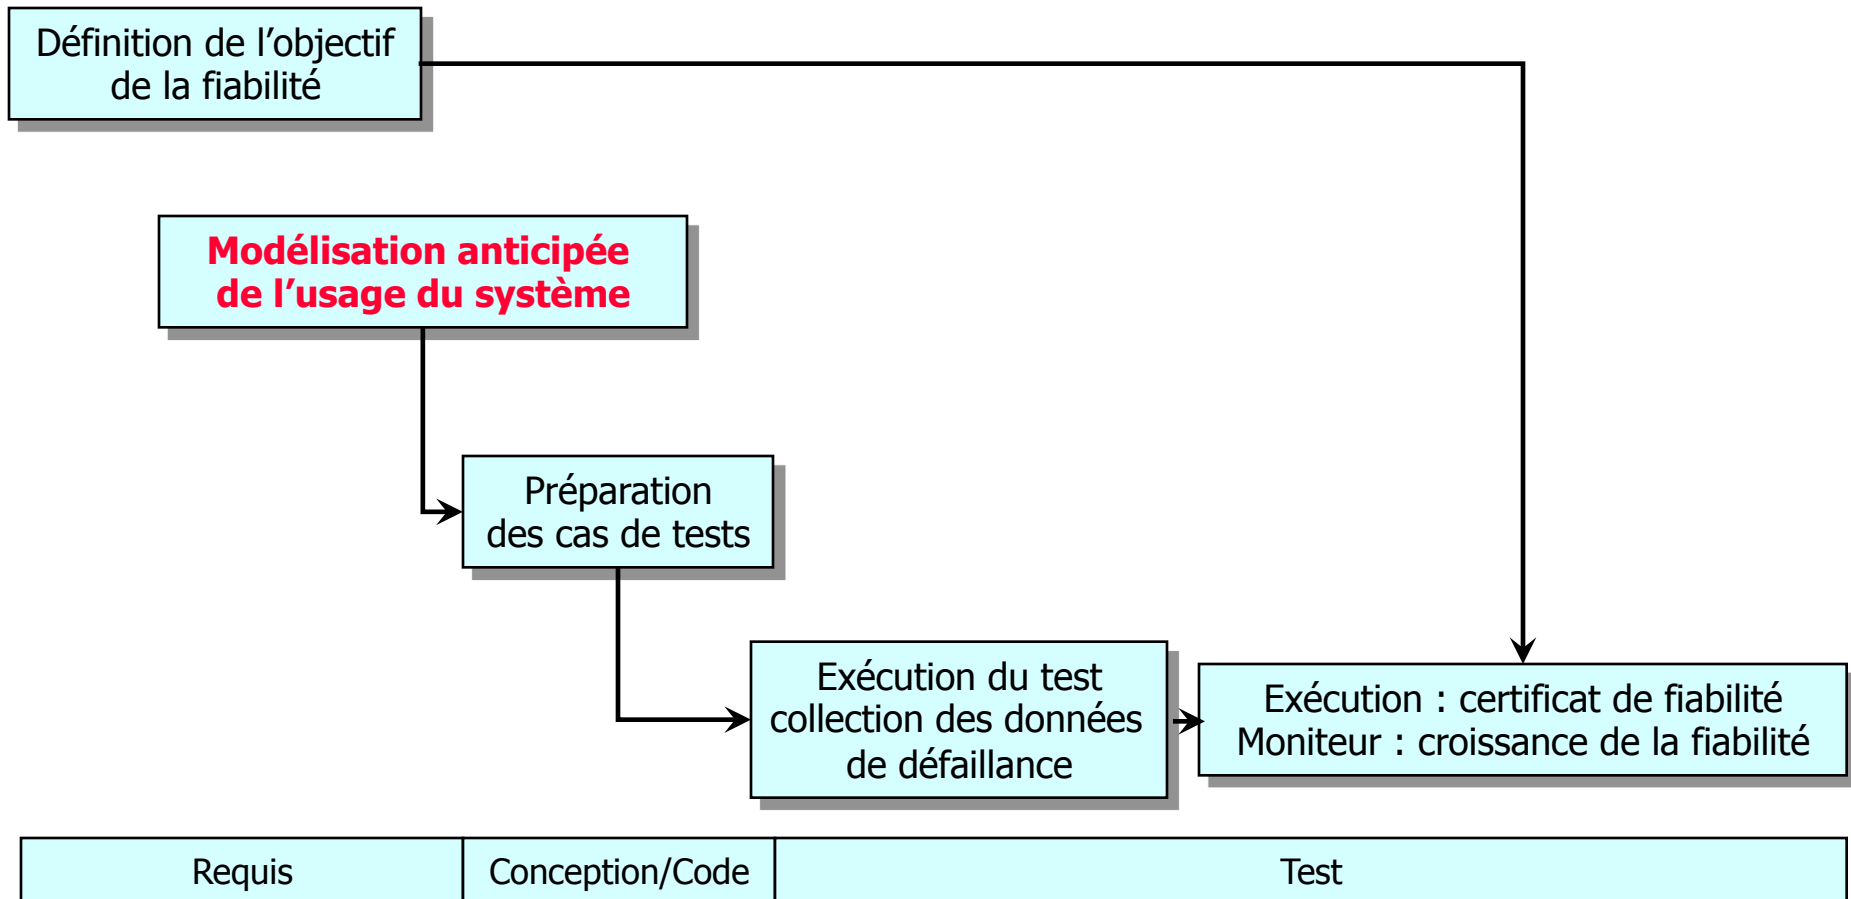 Définition de l’objectif
de la fiabilité
Modélisation anticipée
de l’usage du système
Préparation
des cas de tests
Exécution du test
collection des données
de défaillance
Exécution : certificat de fiabilité
Moniteur : croissance de la fiabilité
Requis
Conception/Code
Test